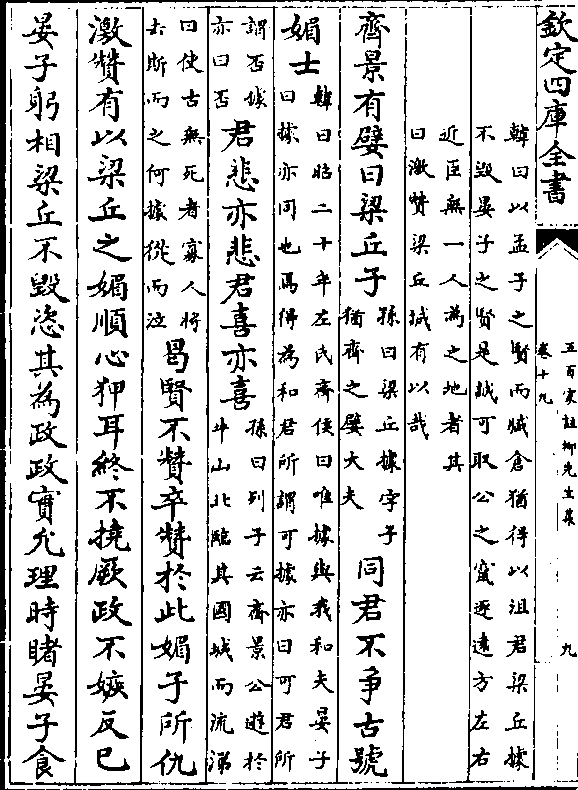 欽定四庫全書
五百家註柳先生集
卷十九
九
韓曰以孟子之賢而臧倉猶得以沮君梁丘據
不毀晏子之賢是誠可取公之竄逐遠方左右
近臣無一人為之地者其
曰激贊梁丘誠有以哉
齊景有嬖曰梁丘子
孫曰梁丘據字子
猶齊之嬖大夫
同君不爭古號
媚士
韓曰昭二十年左氏齊侯曰唯據與我和夫晏子
曰據亦同也焉得為和君所謂可據亦曰可君所
謂否據
亦曰否
君悲亦悲君喜亦喜
孫曰列子云齊景公遊於
牛山北臨其國城而流涕
曰使古無死者寡人將
去斯而之何據從而泣
曷賢不贊卒贊於此媚子所仇
激贊有以梁丘之媚順心狎耳終不撓厥政不嫉反已
晏子躬相梁丘不毀恣其為政政實允理時睹晏子食